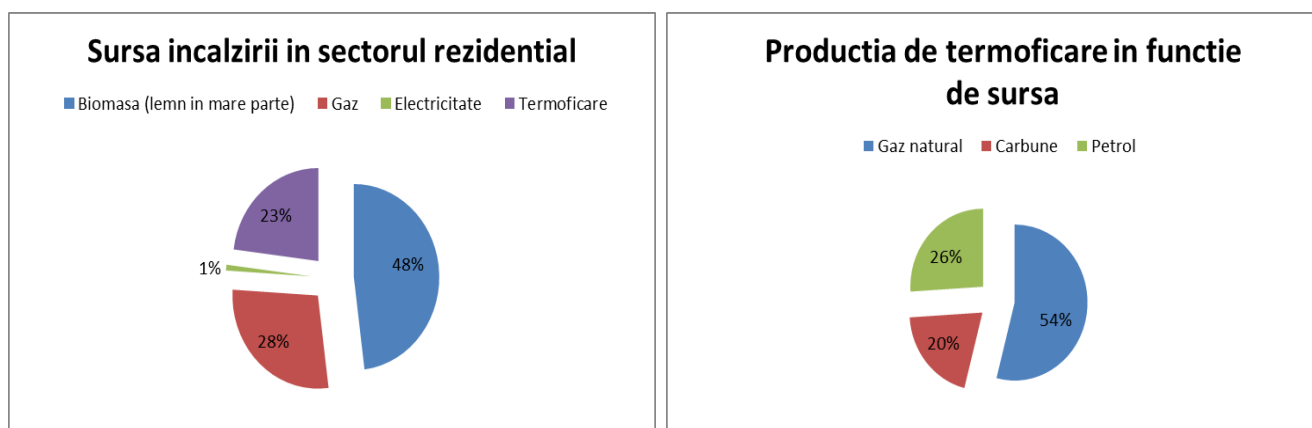 Sursa incalzirii in sectorul rezidential
Biomasa (lemn in mare parte) Gaz Electricitate Termoficare
23%
48%
1%
28%
Productia de termoficare in functie
de sursa
Gaz natural Carbune Petrol
26%
54%
20%